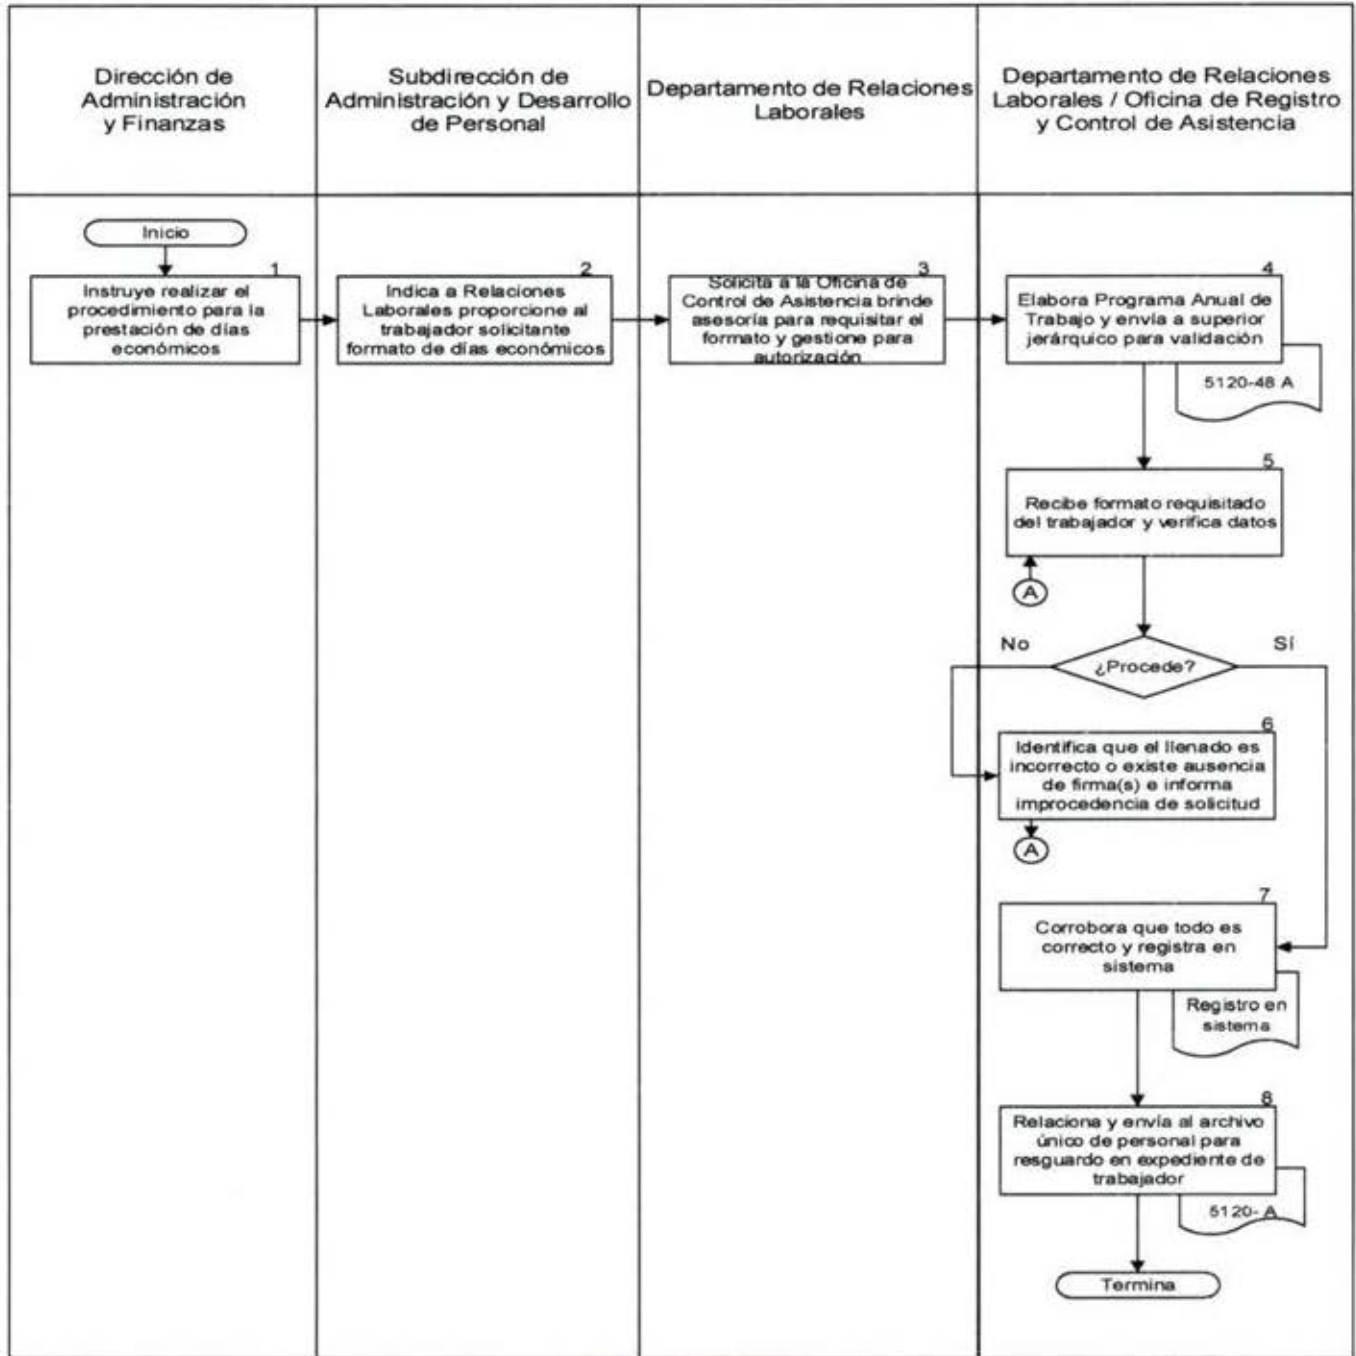 Dirección de
Administración
y Finanzas
Subdirección de
Administración y Desarrollo
de Personal
Departamento de Relaciones
Laborales
Departamento de Relaciones
Laborales / Oficina de Registro
y Control de Asistencia
Inicio
1
Instruye realizar el
procedimiento para la
prestación de días
económicos
2
Indica a Relaciones
Laborales proporcione al
trabajador solicitante
formato de días económicos
3
Solicita a la Oficina de
Control de Asistencia brinde
asesoría para requisitar el
formato y gestione para
autorización
4
Elabora Programa Anual de
Trabajo y envía a superior
jerárquico para validación
5120-48 A
5
Recibe formato requisitado
del trabajador y verifica datos
A
No
¿Procede?
Sí
6
Identifica que el llenado es
incorrecto o existe ausencia
de firma(s) e informa
improcedencia de solicitud
A
7
Corrobora que todo es
correcto y registra en
sistema
Registro en
sistema
8
Relaciona y envía al archivo
único de personal para
resguardo en expediente de
trabajador
5120- A
Termina